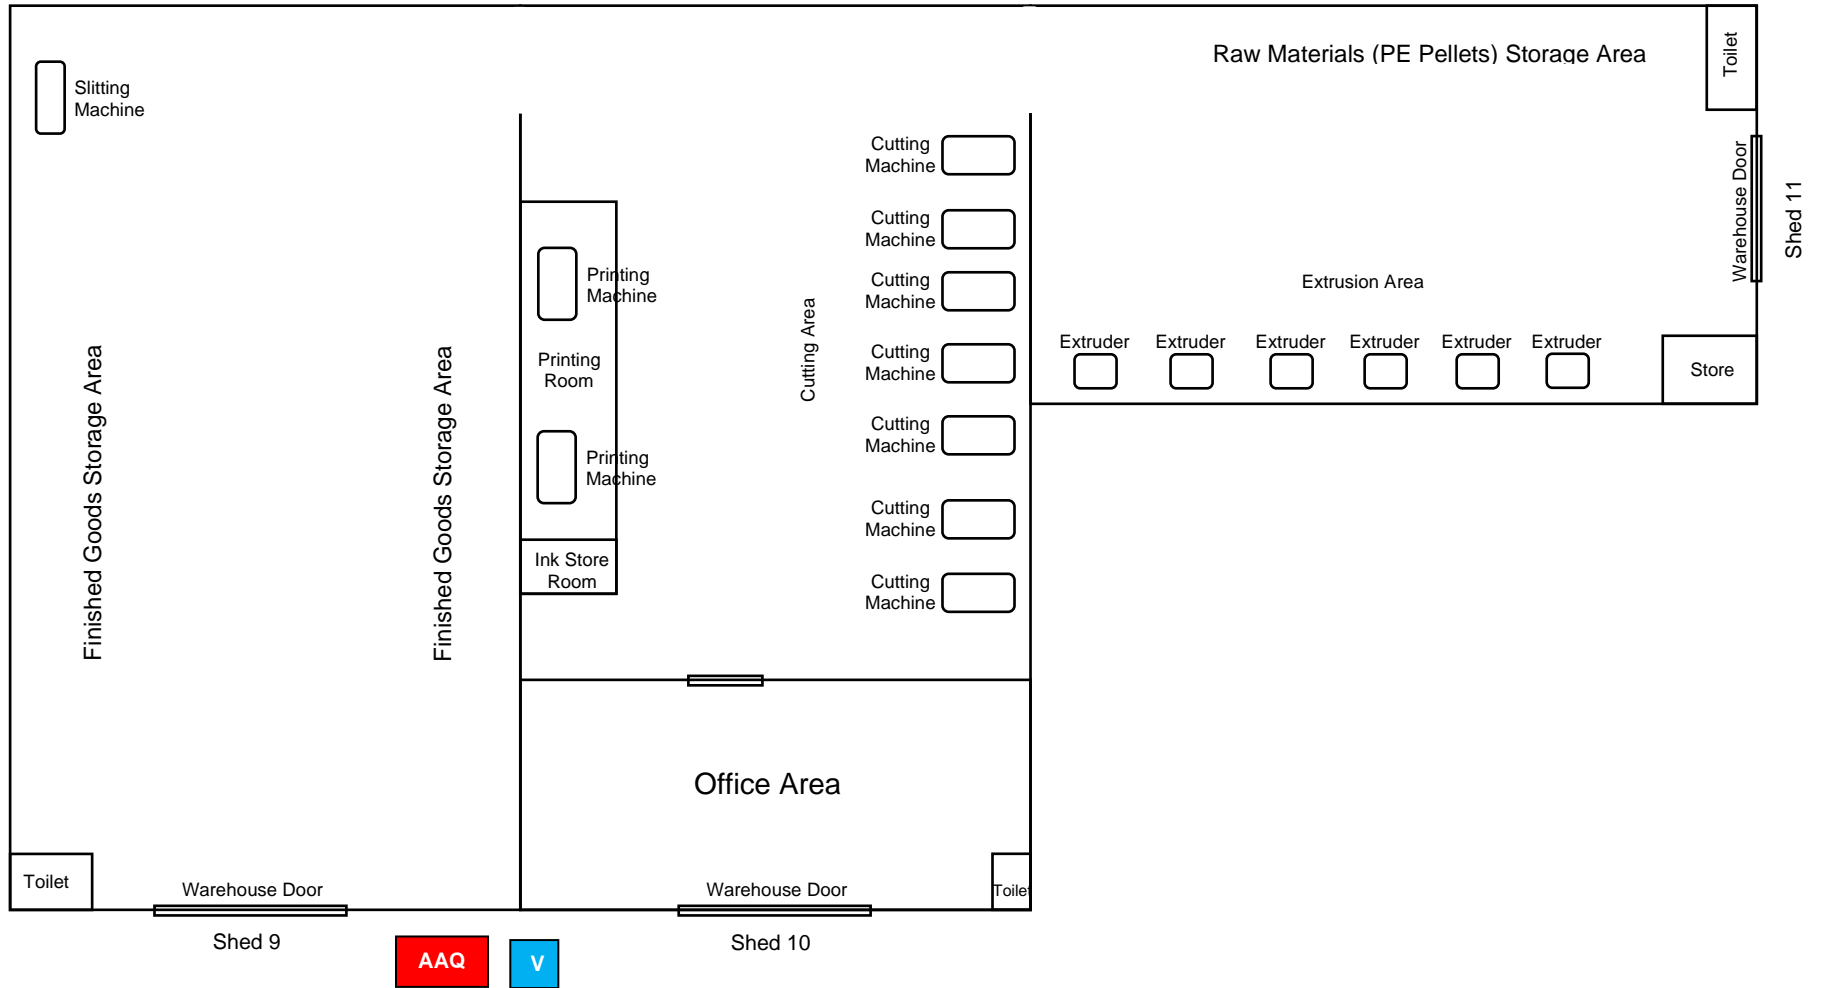 Raw Materials (PE Pellets) Storage Area
Toilet
Slitting
Machine
Cutting
Machine
Warehouse Door
Shed 11
Cutting
Machine
Printing
Machine
Cutting
Machine
Extrusion Area
Cutting Area
Finished Goods Storage Area
Finished Goods Storage Area
Printing
Room
Cutting
Machine
Extruder
Extruder
Extruder
Extruder
Extruder
Extruder
Store
Cutting
Machine
Printing
Machine
Cutting
Machine
Ink Store
Room
Cutting
Machine
Office Area
Toilet
Warehouse Door
Warehouse Door
Toilet
Shed 9
Shed 10
AAQ
V